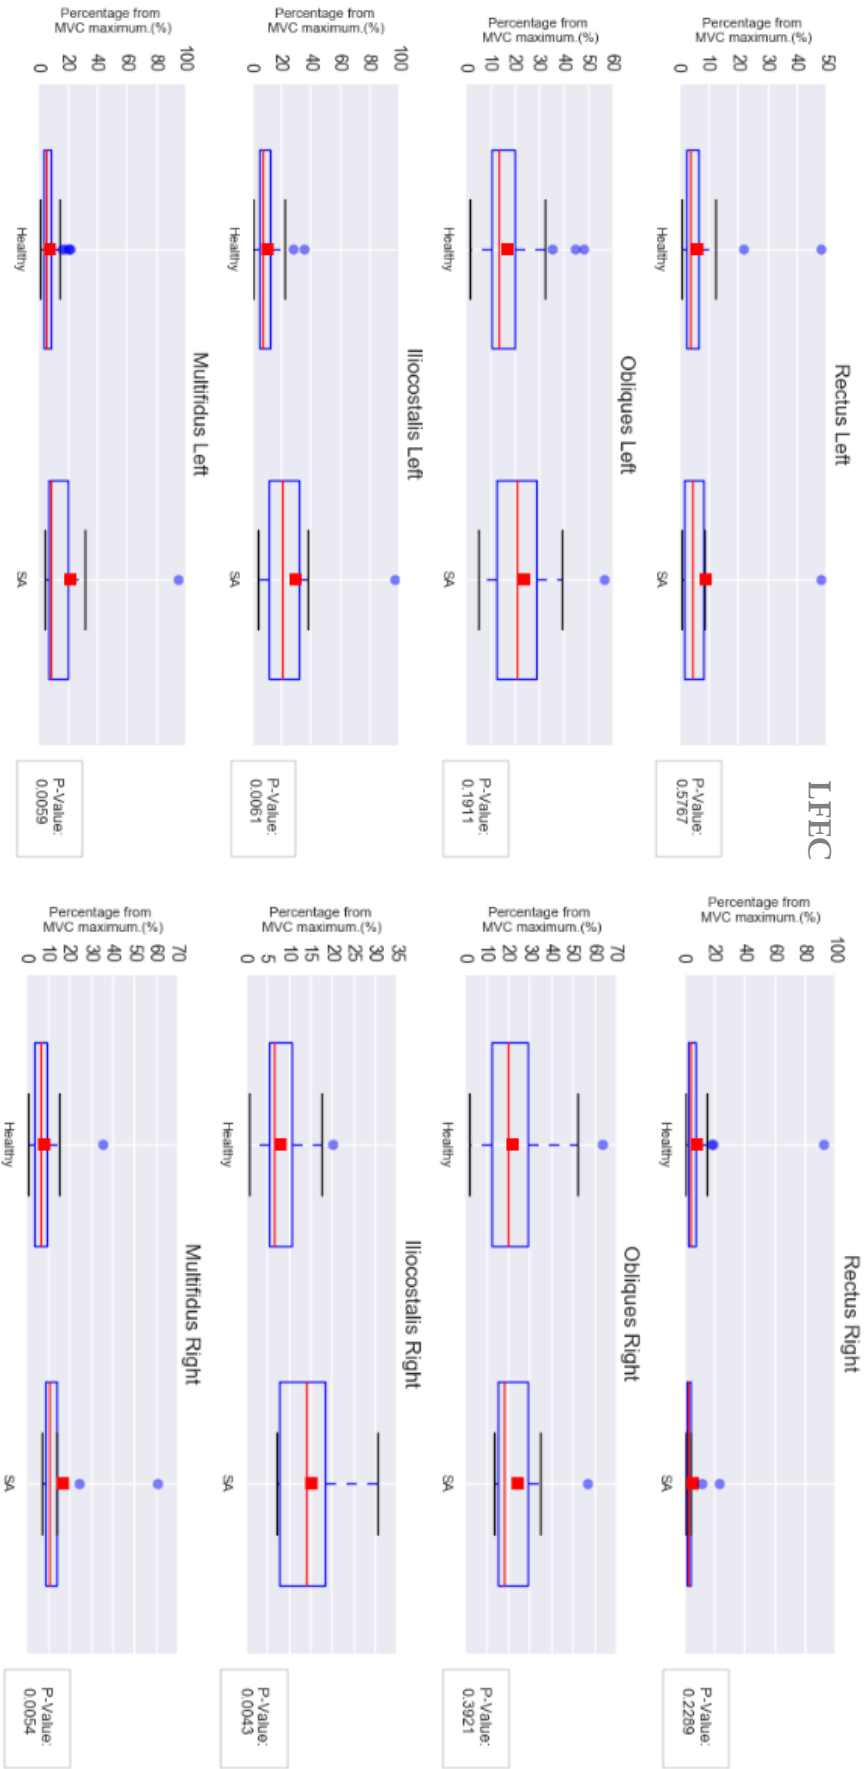 LFEC
Rectus Left
Percentage from
MVC maximum.(%)
50
40
30
20
10
0
Healthy
SA
P-Value:
0.5767
Rectus Right
Percentage from
MVC maximum.(%)
100
80
60
40
20
0
Healthy
SA
P-Value:
0.2289
Obliques Left
Percentage from
MVC maximum.(%)
60
50
40
30
20
10
0
Healthy
SA
P-Value:
0.1911
Obliques Right
Percentage from
MVC maximum.(%)
70
60
50
40
30
20
10
0
Healthy
SA
P-Value:
0.3921
Iliocostalis Left
Percentage from
MVC maximum.(%)
100
80
60
40
20
0
Healthy
SA
P-Value:
0.0061
Iliocostalis Right
Percentage from
MVC maximum.(%)
35
30
25
20
15
10
5
0
Healthy
SA
P-Value:
0.0043
Multifidus Left
Percentage from
MVC maximum.(%)
100
80
60
40
20
0
Healthy
SA
P-Value:
0.0059
Multifidus Right
Percentage from
MVC maximum.(%)
70
60
50
40
30
20
10
0
Healthy
SA
P-Value:
0.0054